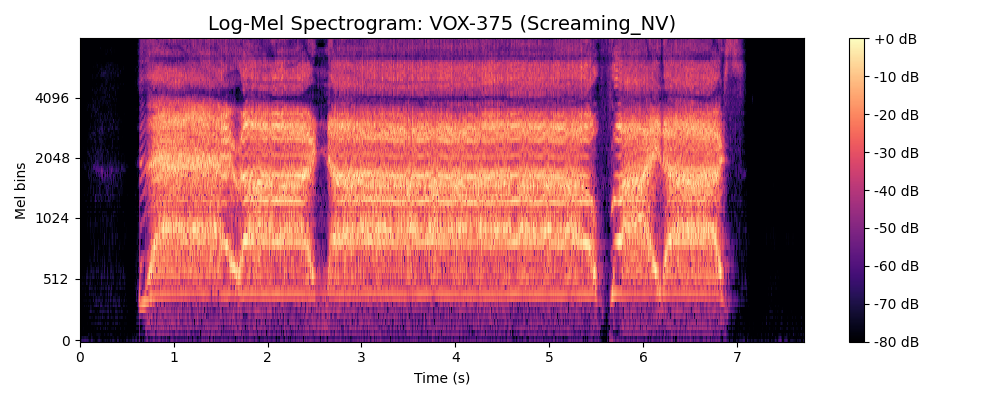 Log-Mel Spectrogram: VOX-375 (Screaming_NV)
Mel bins
4096
2048
1024
512
0
0 1 2 3 4 5 6 7
Time (s)
+0 dB
-10 dB
-20 dB
-30 dB
-40 dB
-50 dB
-60 dB
-70 dB
-80 dB